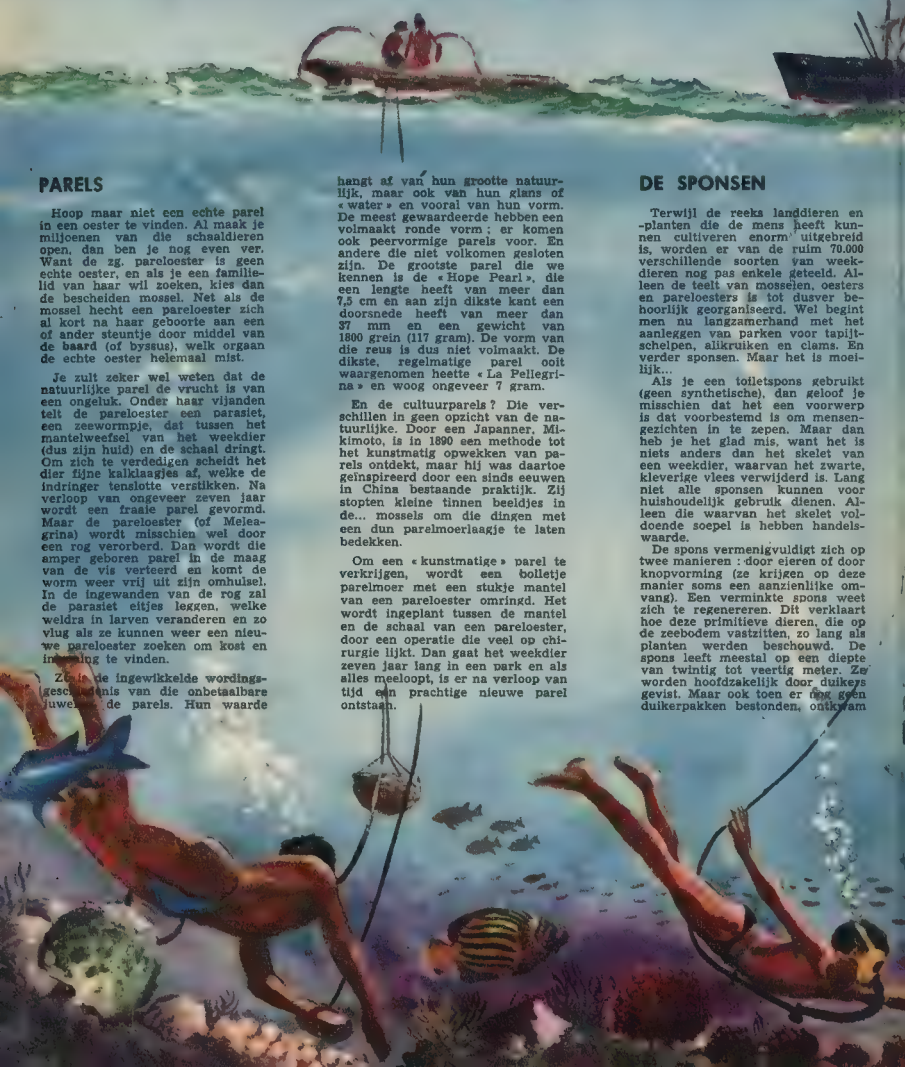 PARELS
Hoop maar niet een echte parel
in een oester te vinden. Al maak je
miljoenen van die schaaldieren
open, dan ben je nog even ver.
Want de zg. pareloester is geen
echte oester, en als je een familie-
lid van haar wil zoeken, kies dan
de bescheiden mossel. Net als de
mossel hecht een pareloester zich
al kort na haar geboorte aan een
of ander steuntje door middel van
de baard (of byssus), welk orgaan
de echte oester helemaal mist.
Je zult zeker wel weten dat de
natuurlijke parel de vrucht is van
een ongeluk. Onder haar vijanden
telt de pareloester een parasiet,
een zeewormpje, dat tussen het
mantelweefsel van het weekdier
(dus zijn huid) en de schaal dringt.
Om zich te verdedigen scheidt het
dier fijne kalklaagjes af, welke de
indringer tenslotte verstikken. Na
verloop van ongeveer zeven jaar
wordt een fraaie parel gevormd.
Maar de pareloester (of Melea-
grina) wordt misschien wel door
een rog verorberd. Dan wordt die
amper geboren parel in de maag
van de vis verteerd en komt de
worm weer vrij uit zijn omhulsel.
In de ingewanden van de rog zal
de parasiet eitjes leggen, welke
weldra in larven veranderen en zo
vlug als ze kunnen weer een nieu-
we pareloester zoeken om kost en
inwoning te vinden.
Zo is de ingewikkelde wordings-
geschiedenis van die onbetaalbare
juwelen, de parels. Hun waarde
hangt af van hun grootte natuur-
lijk, maar ook van hun glans of
« water » en vooral van hun vorm.
De meest gewaardeerde hebben een
volmaakt ronde vorm ; er komen
ook peervormige parels voor. En
andere die niet volkomen gesloten
zijn. De grootste parel die we
kennen is de « Hope Pearl », die
een lengte heeft van meer dan
7,5 cm en aan zijn dikste kant een
doorsnede heeft van meer dan
37 mm en een gewicht van
1800 grein (117 gram). De vorm van
die reus is dus niet volmaakt. De
dikste, regelmatige parel ooit
waargenomen heette « La Pellegri-
na » en woog ongeveer 7 gram.
En de cultuurparels ? Die ver-
schillen in geen opzicht van de na-
tuurlijke. Door een Japanner, Mi-
kimoto, is in 1890 een methode tot
het kunstmatig opwekken van pa-
rels ontdekt, maar hij was daartoe
geïnspireerd door een sinds eeuwen
in China bestaande praktijk. Zij
stopten kleine tinnen beeldjes in
de... mossels om die dingen met
een dun parelmoerlaagje te laten
bedekken.
Om een « kunstmatige » parel te
verkrijgen, wordt een bolletje
parelmoer met een stukje mantel
van een pareloester omringd. Het
wordt ingeplant tussen de mantel
en de schaal van een pareloester,
door een operatie die veel op chi-
rurgie lijkt. Dan gaat het weekdier
zeven jaar lang in een park en als
alles meeloopt, is er na verloop van
tijd een prachtige nieuwe parel
ontstaan.
DE SPONSEN
Terwijl de reeks landdieren en
-planten die de mens heeft kun-
nen cultiveren enorm uitgebreid
is, worden er van de ruim 70.000
verschillende soorten van week-
dieren nog pas enkele geteeld. Al-
leen de teelt van mosselen, oesters
en pareloesters is tot dusver be-
hoorlijk georganiseerd. Wel begint
men nu langzamerhand met het
aanleggen van parken voor tapijt-
schelpen, alikruiken en clams. En
verder sponsen. Maar het is moei-
lijk...
Als je een toiletspons gebruikt
(geen synthetische), dan geloof je
misschien dat het een voorwerp
is dat voorbestemd is om mensen-
gezichten in te zepen. Maar dan
heb je het glad mis, want het is
niets anders dan het skelet van
een weekdier, waarvan het zwarte,
kleverige vlees verwijderd is. Lang
niet alle sponsen kunnen voor
huishoudelijk gebruik dienen. Al-
leen die waarvan het skelet vol-
doende soepel is hebben handels-
waarde.
De spons vermenigvuldigt zich op
twee manieren : door eieren of door
knopvorming (ze krijgen op deze
manier soms een aanzienlijke om-
vang). Een verminkte spons weet
zich te regenereren. Dit verklaart
hoe deze primitieve dieren, die op
de zeebodem vastzitten, zo lang als
planten werden beschouwd. De
spons leeft meestal op een diepte
van twintig tot veertig meter. Ze
worden hoofdzakelijk door duikers
gevist. Maar ook toen er nog geen
duikerpakken bestonden, ontkwam